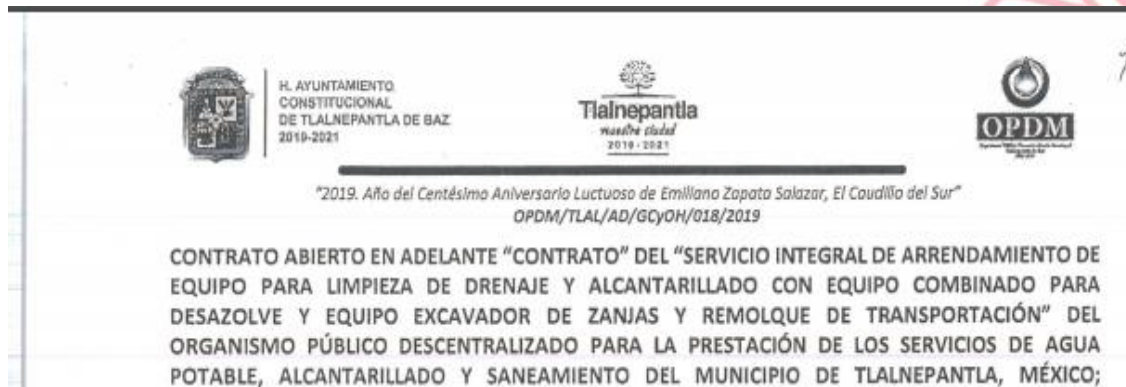 H. AYUNTAMIENTO
CONSTITUCIONAL
DE TLALNEPANTLA DE BAZ
2019-2021
Tlalnepantla
nuestra ciudad
2019 - 2021
OPDM
"2019. Año del Centésimo Aniversario Luctuoso de Emiliano Zapata Salazar, El Caudillo del Sur"
OPDM/TLAL/AD/GCyOH/018/2019
CONTRATO ABIERTO EN ADELANTE "CONTRATO" DEL "SERVICIO INTEGRAL DE ARRENDAMIENTO DE
EQUIPO PARA LIMPIEZA DE DRENAJE Y ALCANTARILLADO CON EQUIPO COMBINADO PARA
DESAZOLVE Y EQUIPO EXCAVADOR DE ZANJAS Y REMOLQUE DE TRANSPORTACIÓN" DEL
ORGANISMO PÚBLICO DESCENTRALIZADO PARA LA PRESTACIÓN DE LOS SERVICIOS DE AGUA
POTABLE, ALCANTARILLADO Y SANEAMIENTO DEL MUNICIPIO DE TLALNEPANTLA, MÉXICO;